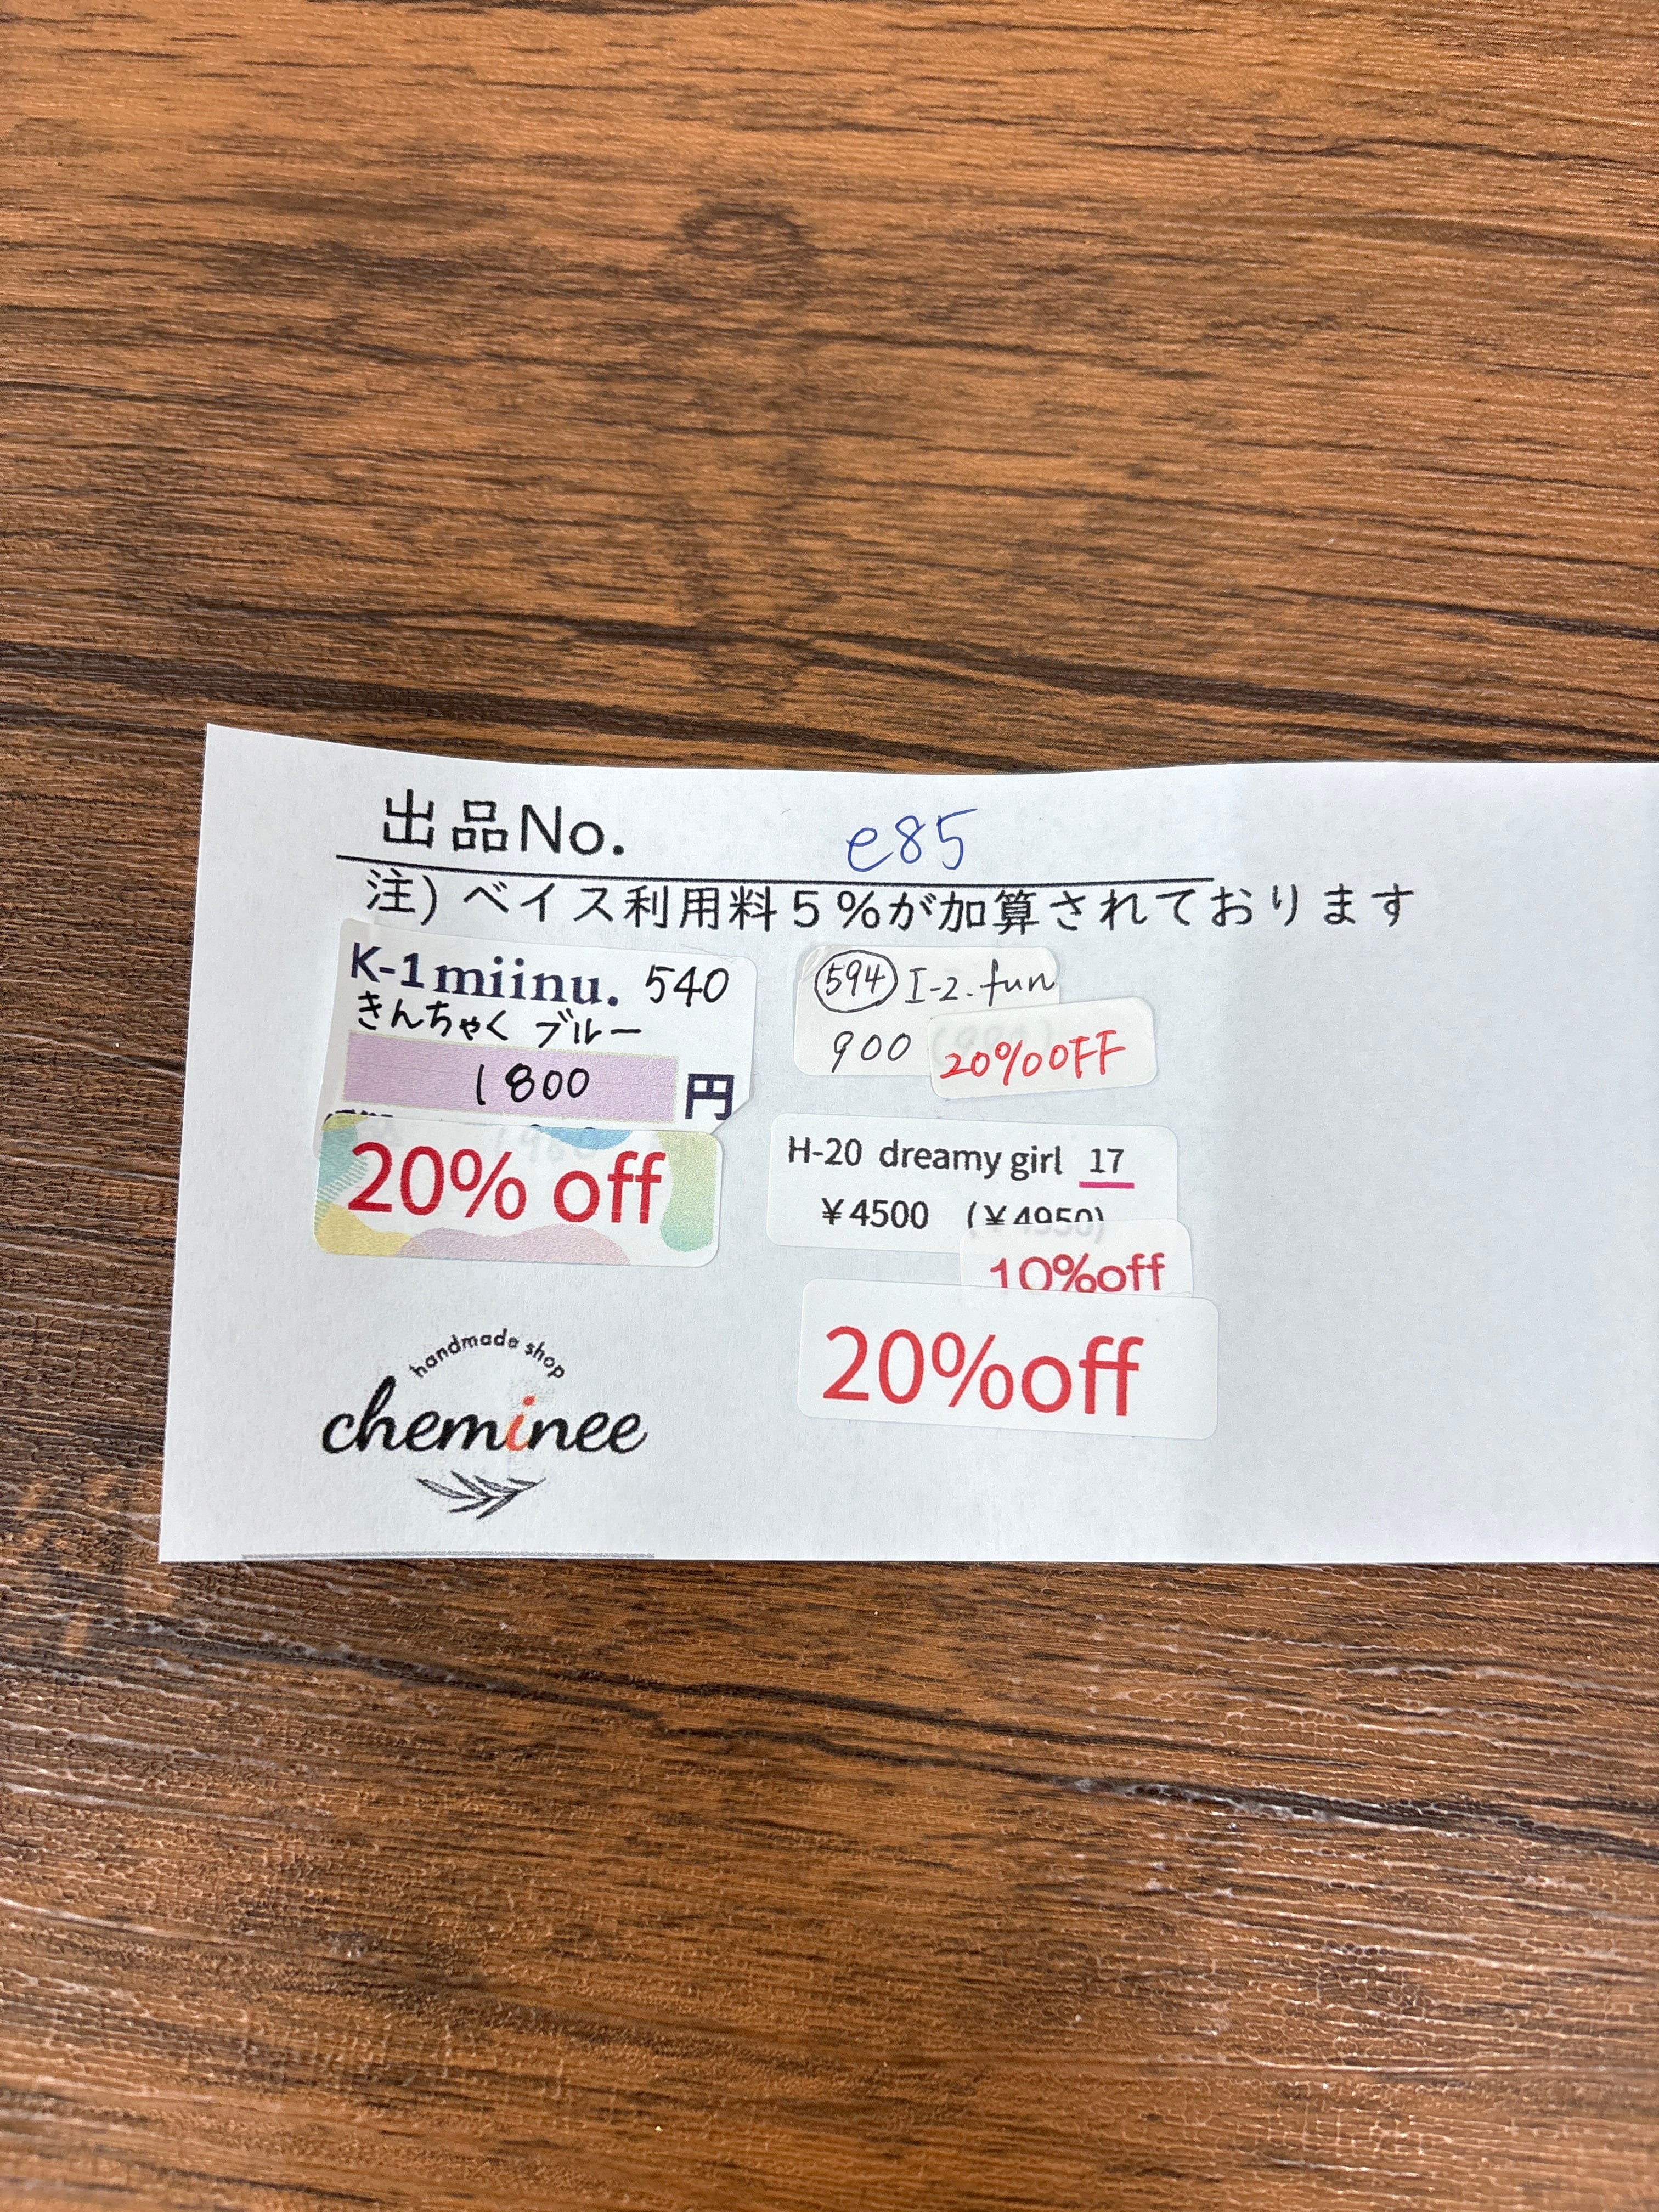 出品No. e85
注) ベイス利用料5%が加算されております
K-1miinu. 540
きんちゃく ブルー
1800 円
20% off
594 I-2. fun
900
20%OFF
H-20 dreamy girl 17
¥4500 (¥4950)
10%off
20%off
handmade shop
cheminee